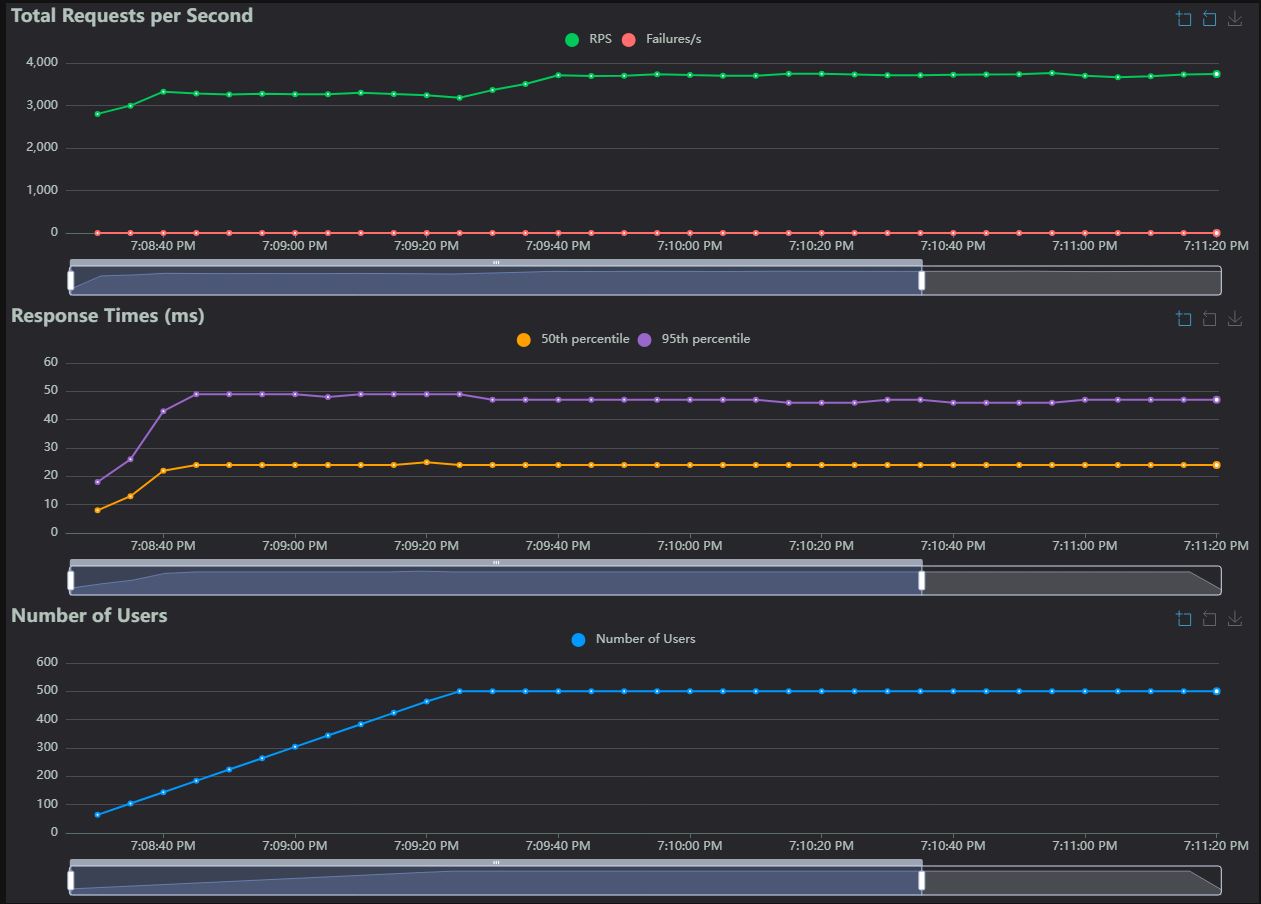 Total Requests per Second
RPS Failures/s
4,000
3,000
2,000
1,000
0
7:08:40 PM 7:09:00 PM 7:09:20 PM 7:09:40 PM 7:10:00 PM 7:10:20 PM 7:10:40 PM 7:11:00 PM 7:11:20 PM
Response Times (ms)
50th percentile 95th percentile
60
50
40
30
20
10
0
7:08:40 PM 7:09:00 PM 7:09:20 PM 7:09:40 PM 7:10:00 PM 7:10:20 PM 7:10:40 PM 7:11:00 PM 7:11:20 PM
Number of Users
Number of Users
600
500
400
300
200
100
0
7:08:40 PM 7:09:00 PM 7:09:20 PM 7:09:40 PM 7:10:00 PM 7:10:20 PM 7:10:40 PM 7:11:00 PM 7:11:20 PM